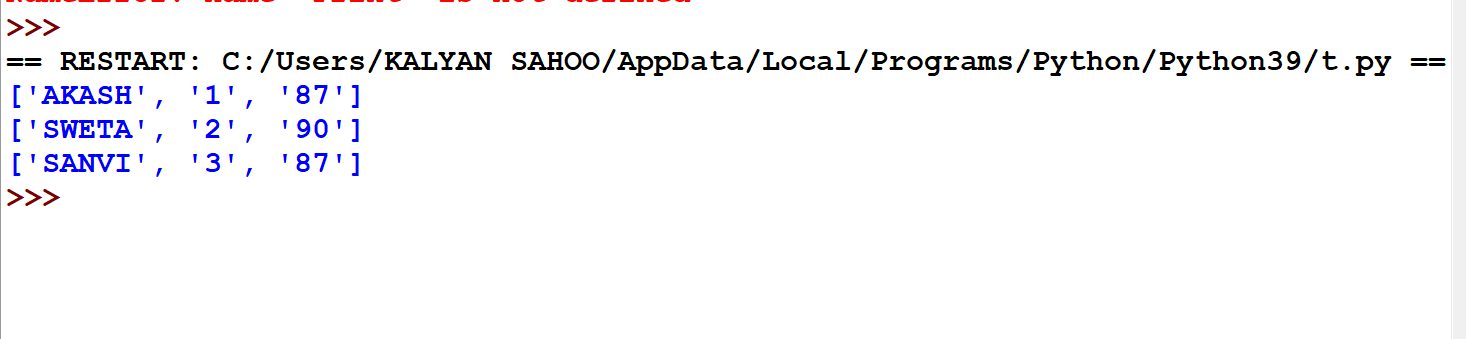 >>>
== RESTART: C:/Users/KALYAN SAHOO/AppData/Local/Programs/Python/Python39/t.py ==
['AKASH', '1', '87']
['SWETA', '2', '90']
['SANVI', '3', '87']
>>>